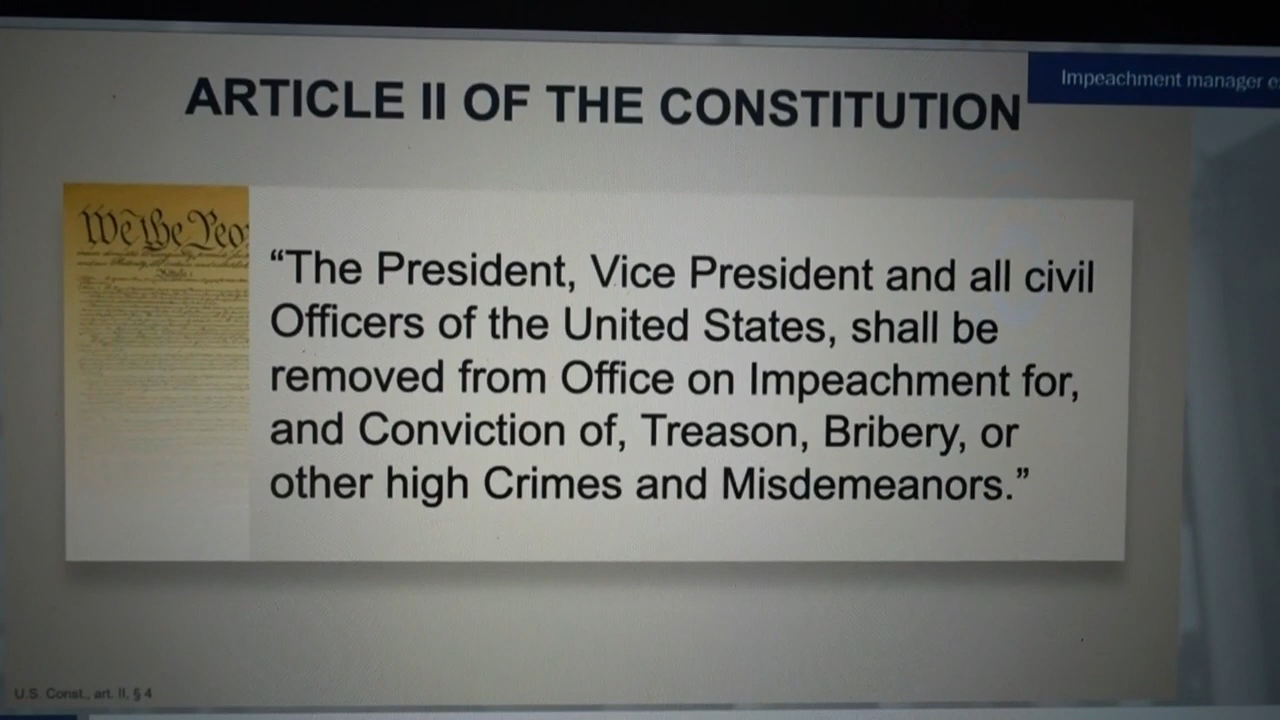 Impeachment manager e
ARTICLE II OF THE CONSTITUTION
We the Peo
“The President, Vice President and all civil
Officers of the United States, shall be
removed from Office on Impeachment for,
and Conviction of, Treason, Bribery, or
other high Crimes and Misdemeanors.”
U.S. Const., art. II, § 4